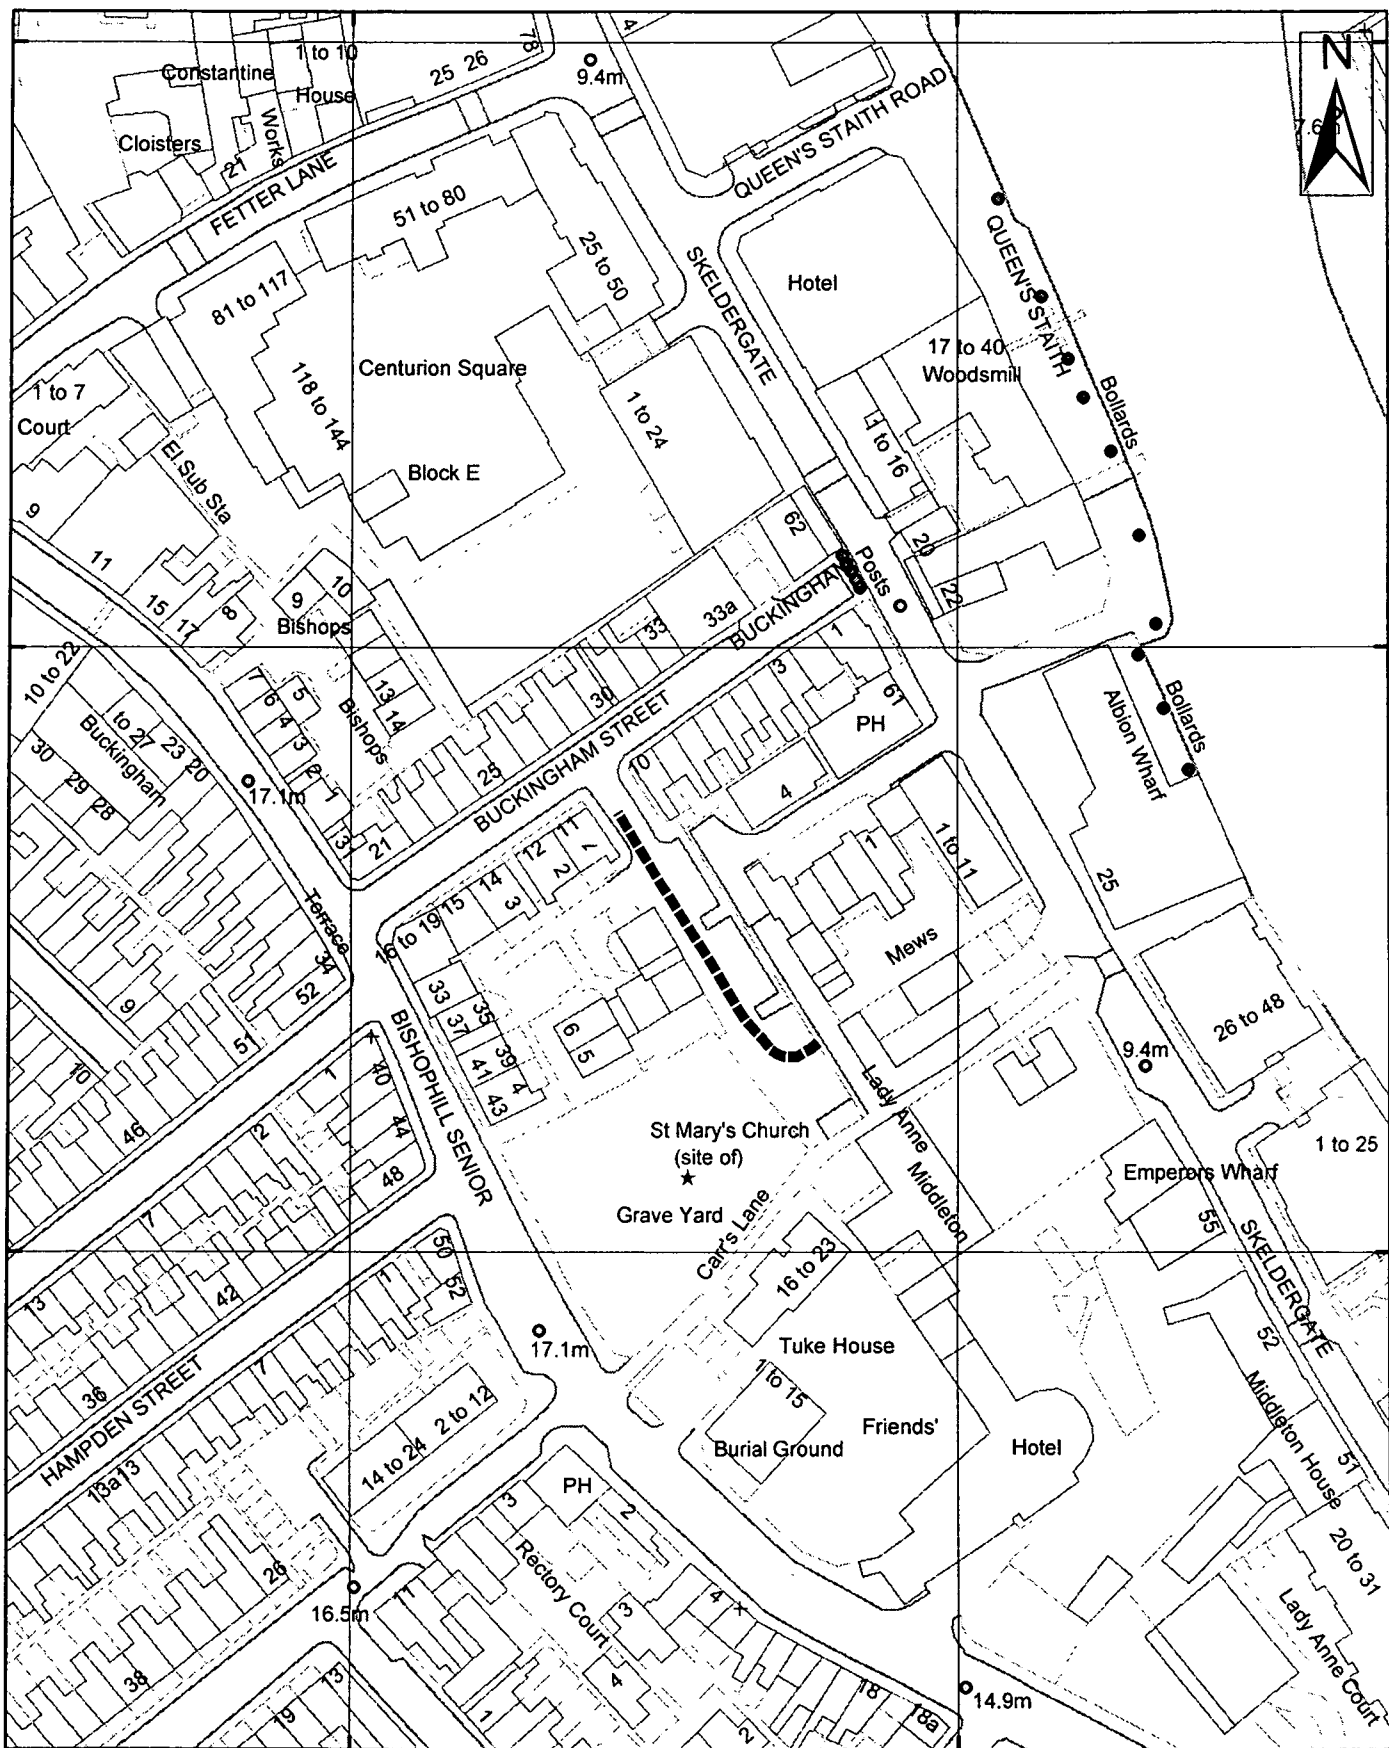 1 to 10
Constantine
House
Cloisters
Works
21
FETTER LANE
25 26
78
9.4m
4
QUEEN'S STAITH ROAD
N
7.6m
51 to 80
25 to 50
81 to 117
SKELDERGATE
Hotel
QUEEN'S STAITH
17 to 40
Woodsmill
Bollards
Centurion Square
118 to 144
1 to 24
1 to 16
Block E
1 to 7
Court
El Sub Sta
9
11
15
17
8
9
10
Bishops
62
Posts
20
22
33
33a
BUCKINGHAM
10 to 22
7
6
5
4
3
2
1
13
14
Bishops
30
25
BUCKINGHAM STREET
1
3
61
PH
10
4
Albion Wharf
Bollards
to 27
23
20
Buckingham
30
29
28
17.1m
31
21
Terrace
34
52
51
9
10
46
11
12
14
15
16 to 19
1
2
3
33
35
37
39
41
4
43
6
5
BISHOPHILL SENIOR
1
1 to 11
Mews
25
26 to 48
9.4m
1
40
44
48
2
7
13
42
36
HAMPDEN STREET
50
52
1
7
13a
13
St Mary's Church
(site of)
Grave Yard
Carr's Lane
Lady Anne
Middleton
1 to 25
Emperors Wharf
55
SKELDERGATE
52
Middleton House
51
16 to 23
Tuke House
1 to 15
Friends'
Burial Ground
Hotel
17.1m
2 to 12
14 to 24
PH
3
2
Rectory Court
3
4
4
26
16.5m
11
38
19
13
1
2
18
18a
14.9m
20 to 31
Lady Anne Court